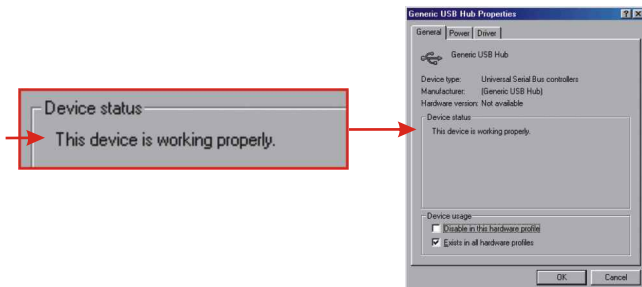 Device status
This device is working properly.
Generic USB Hub Properties
General Power Driver
Generic USB Hub
Device type: Universal Serial Bus controllers
Manufacturer: (Generic USB Hub)
Hardware version: Not available
Device status
This device is working properly.
Device usage
Disable in this hardware profile
Exists in all hardware profiles
OK Cancel